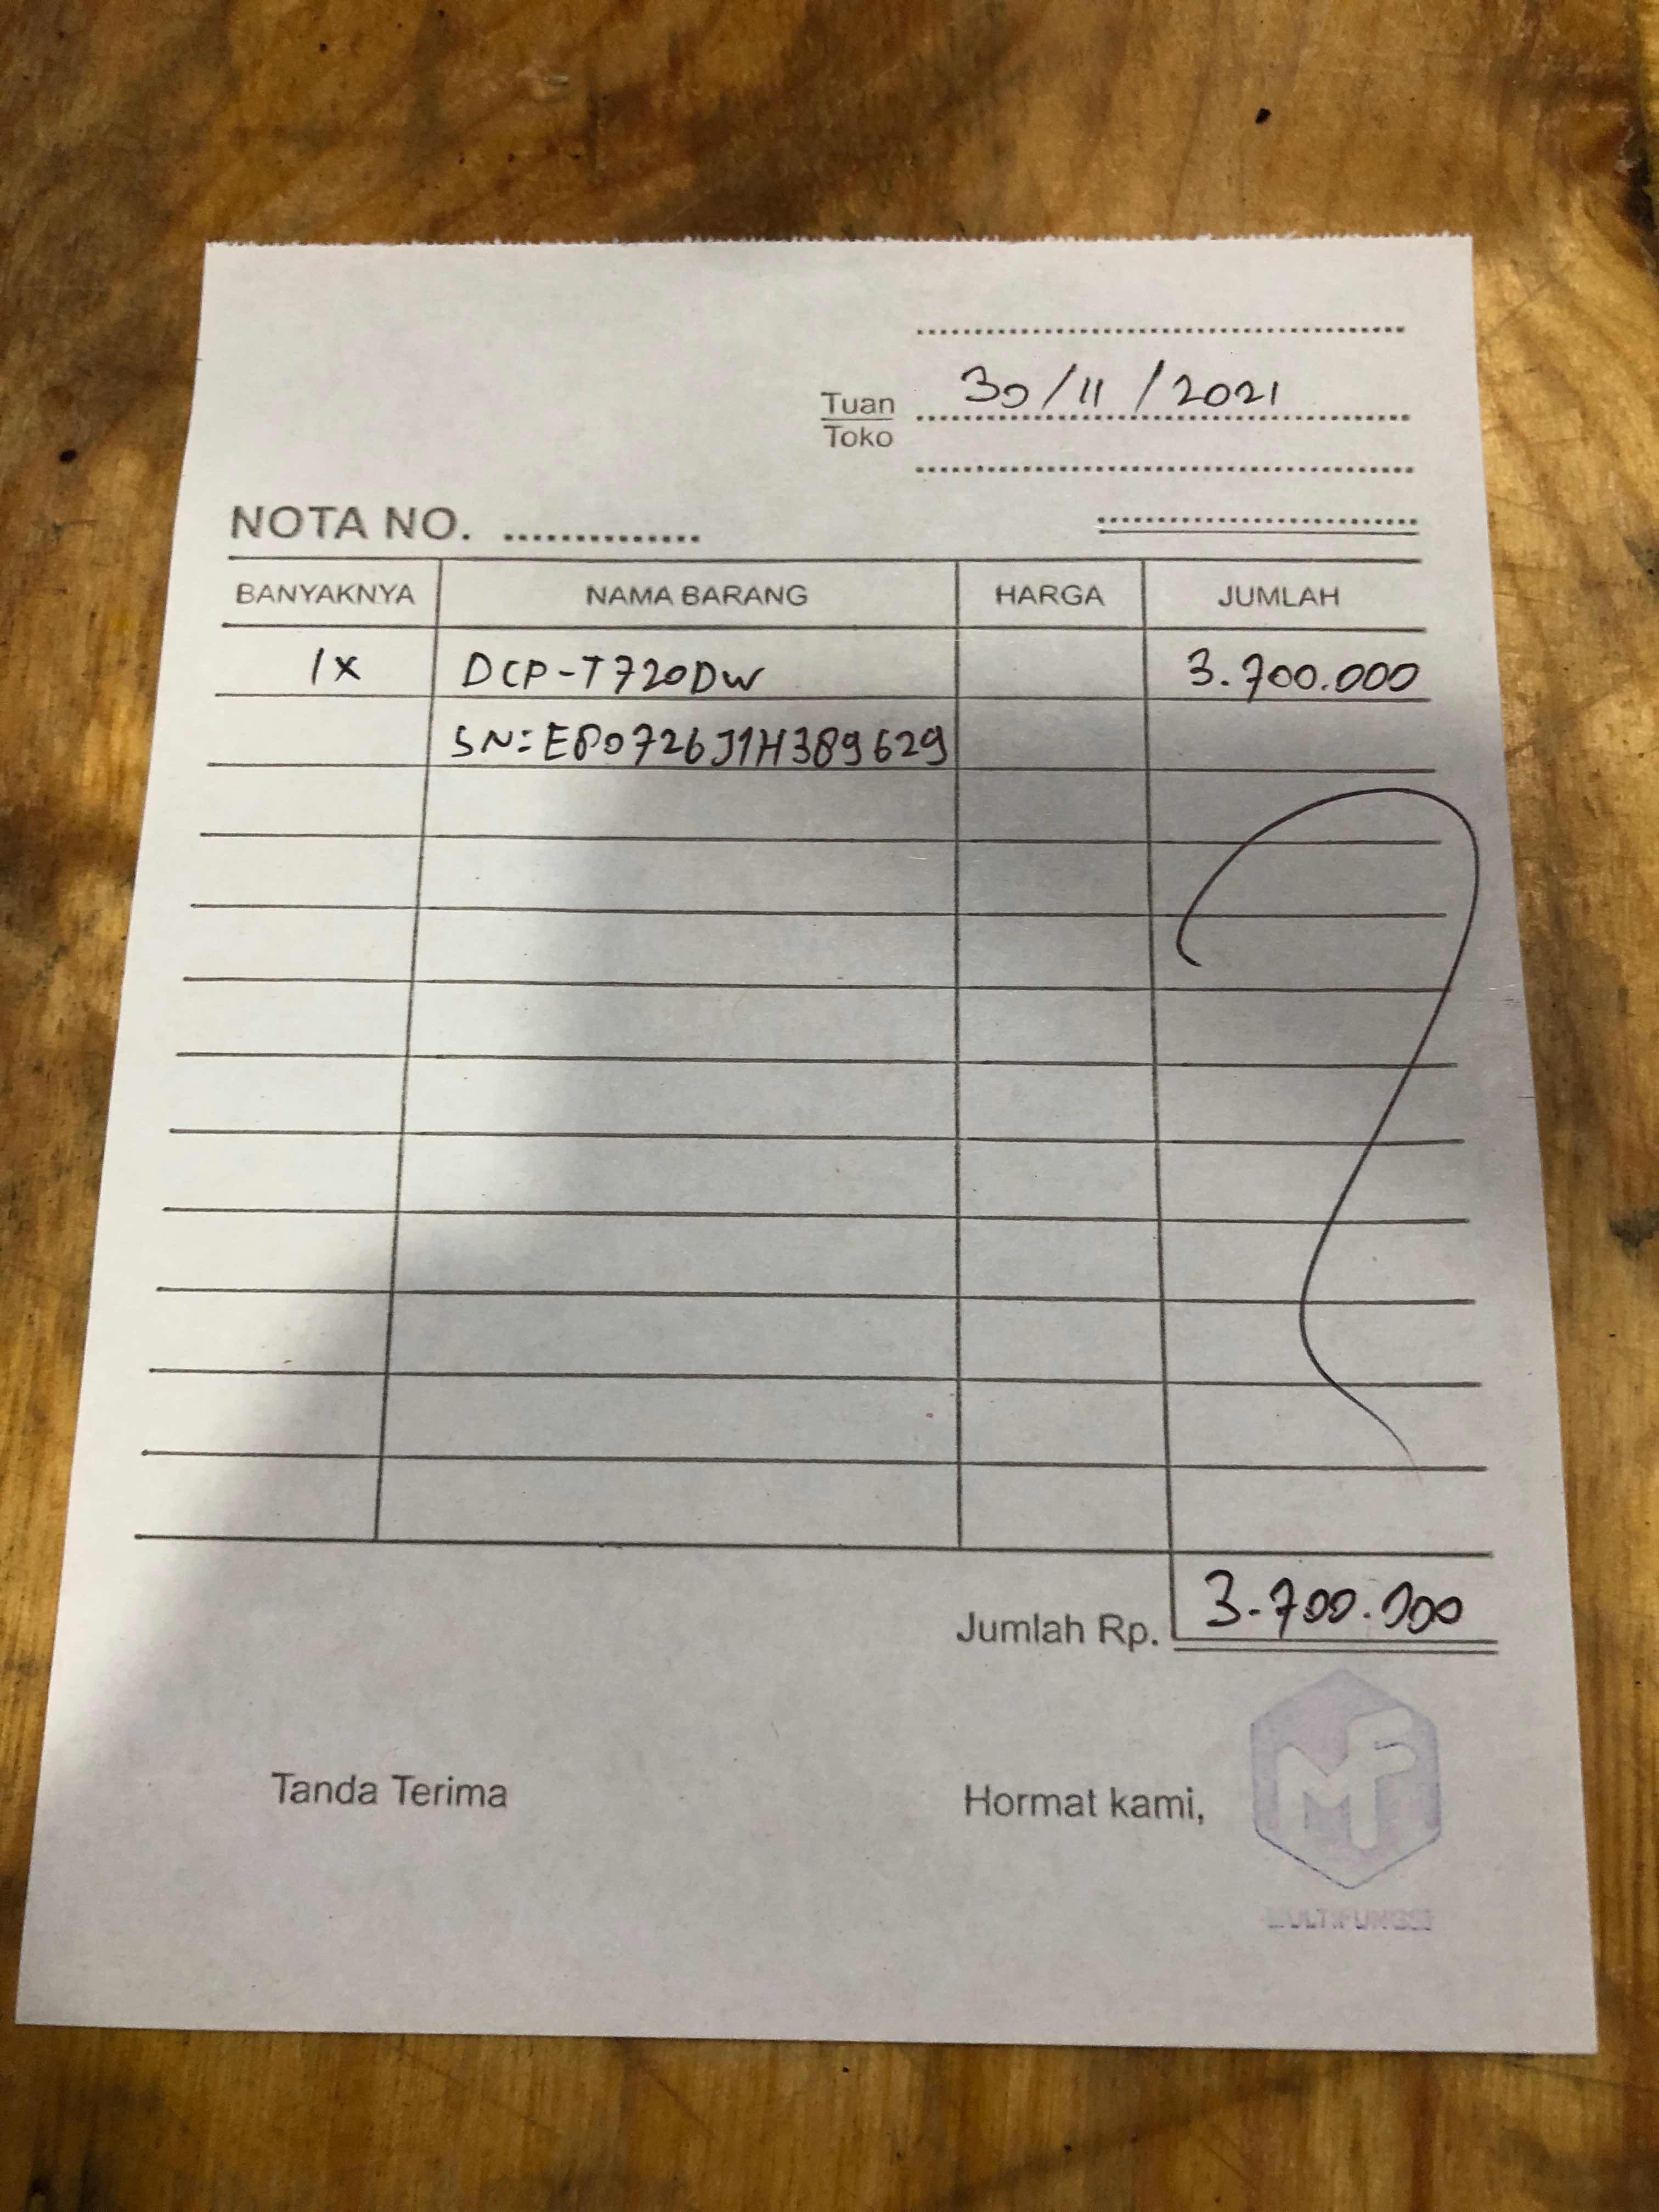 30/11/2021
Tuan
Toko
NOTA NO. ..............
BANYAKNYA NAMA BARANG HARGA JUMLAH
1x DCP-T720DW 3.700.000
SN:E80726J1H389629
Jumlah Rp. 3.700.000
Tanda Terima Hormat kami,
MF
MULTIFUNGSI